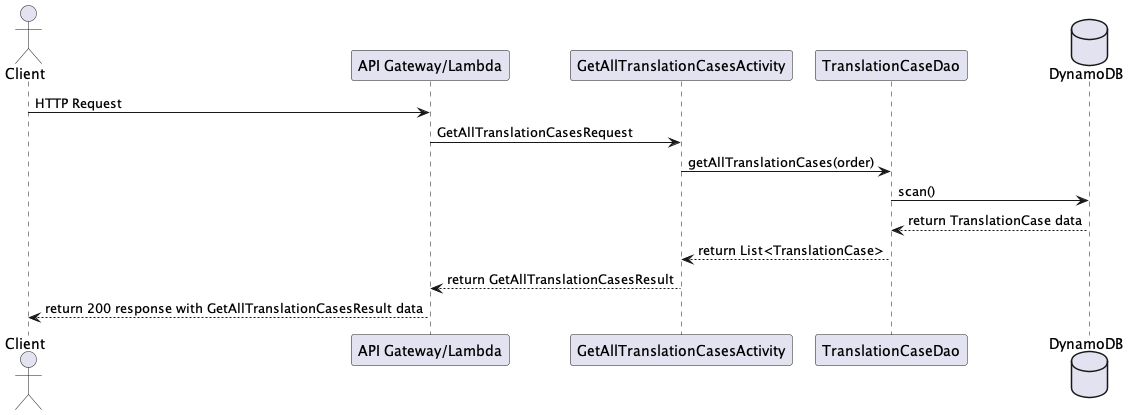 Client
API Gateway/Lambda
GetAllTranslationCasesActivity
TranslationCaseDao
DynamoDB
HTTP Request
GetAllTranslationCasesRequest
getAllTranslationCases(order)
scan()
return TranslationCase data
return List<TranslationCase>
return GetAllTranslationCasesResult
return 200 response with GetAllTranslationCasesResult data
Client
API Gateway/Lambda
GetAllTranslationCasesActivity
TranslationCaseDao
DynamoDB